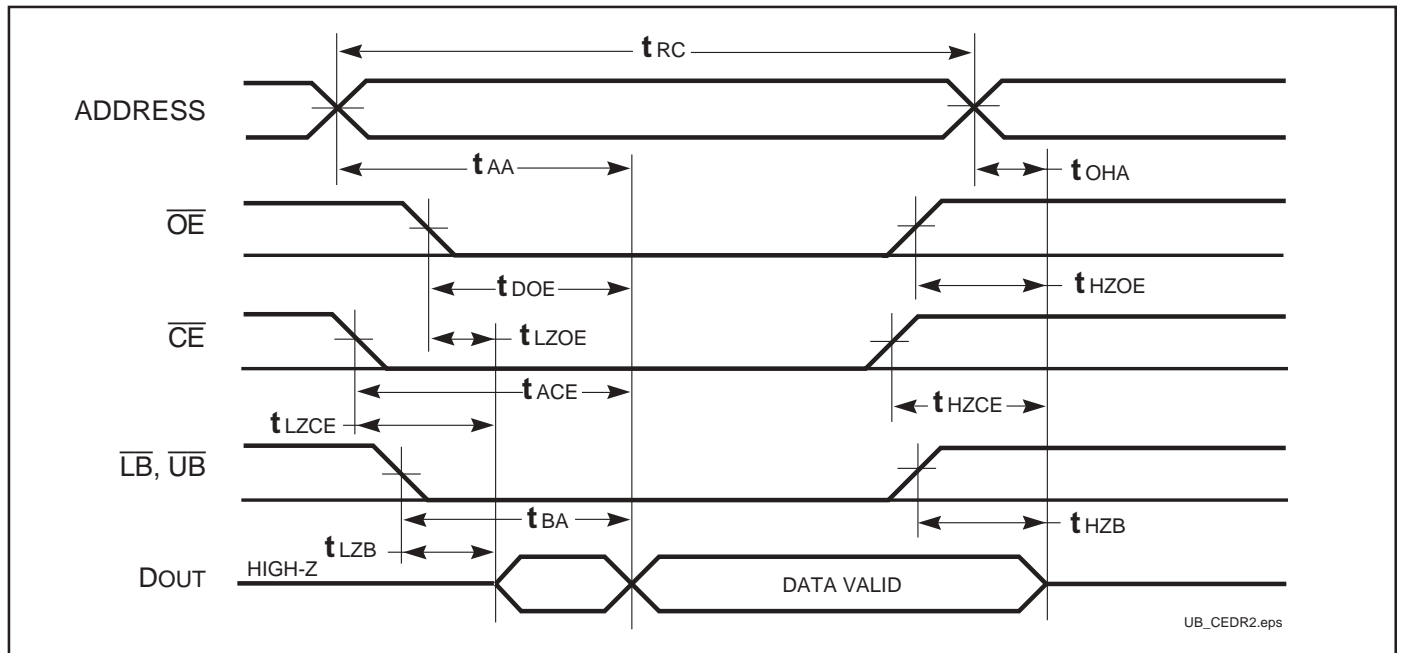 tRC
ADDRESS
tAA
tOHA
OE
tDOE
tHZOE
CE
tLZOE
tACE
tHZCE
tLZCE
LB, UB
tBA
tHZB
tLZB
DOUT
HIGH-Z
DATA VALID
UB_CEDR2.eps